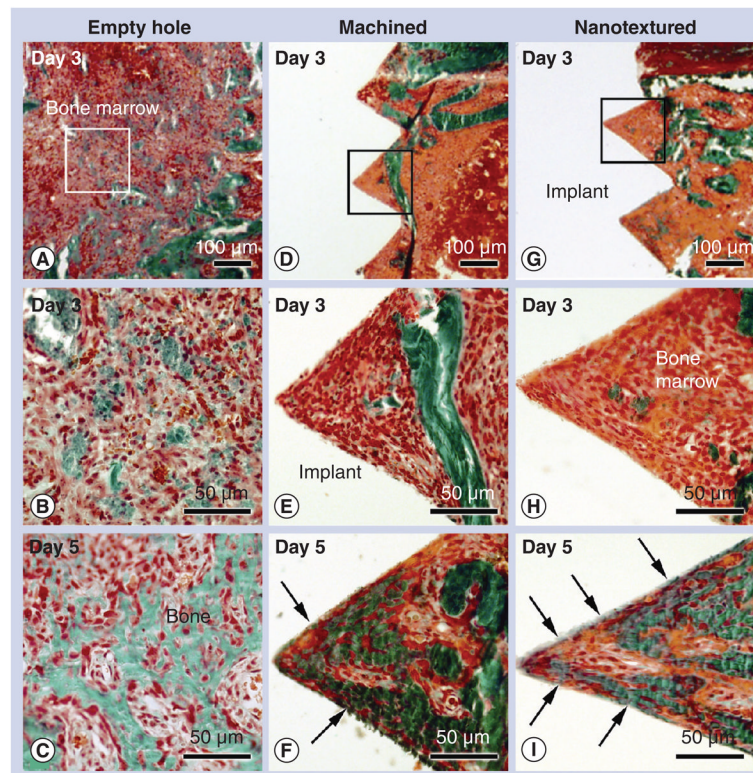 Empty hole
Machined
Nanotextured
Day 3
Bone marrow
100 µm
A
Day 3
100 µm
D
Day 3
Implant
100 µm
G
Day 3
50 µm
B
Day 3
Implant
50 µm
E
Day 3
Bone
marrow
50 µm
H
Day 5
Bone
50 µm
C
Day 5
50 µm
F
Day 5
50 µm
I